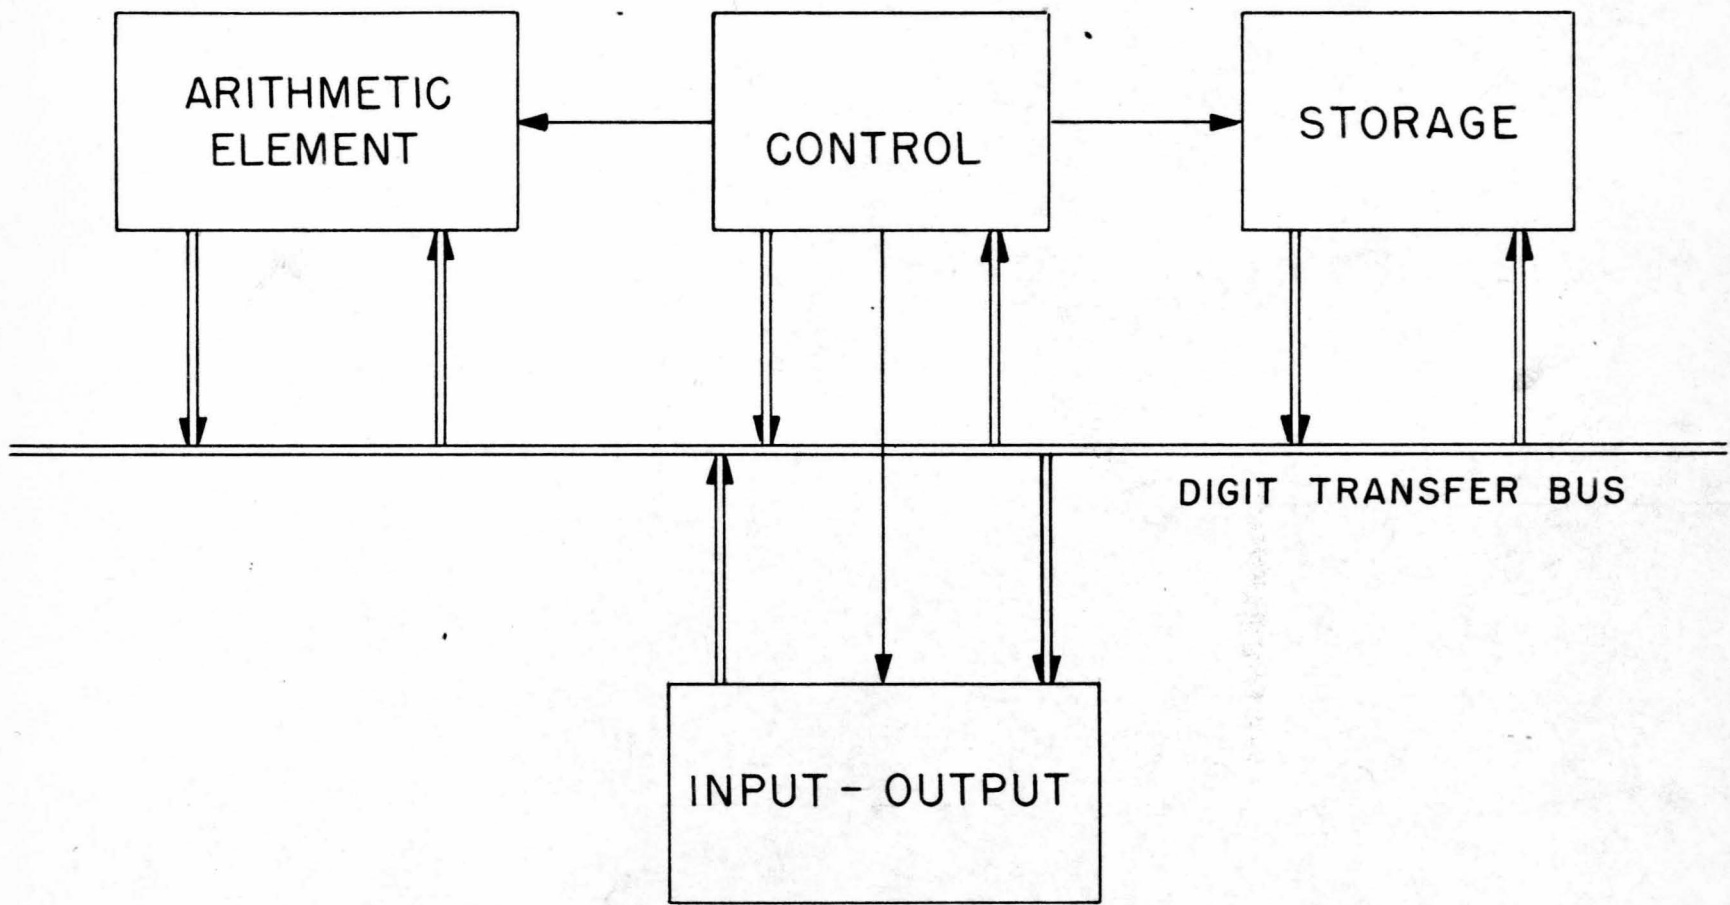 ARITHMETIC
ELEMENT
CONTROL
STORAGE
DIGIT TRANSFER BUS
INPUT - OUTPUT